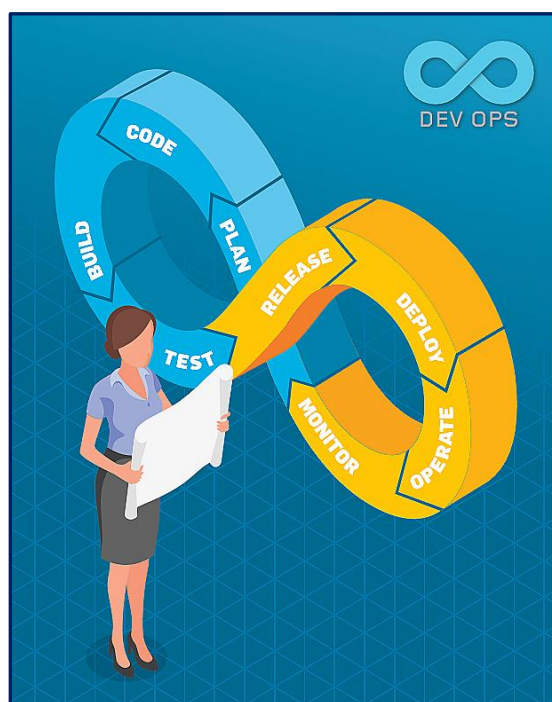 DEV OPS
CODE
BUILD
PLAN
TEST
RELEASE
DEPLOY
OPERATE
MONITOR